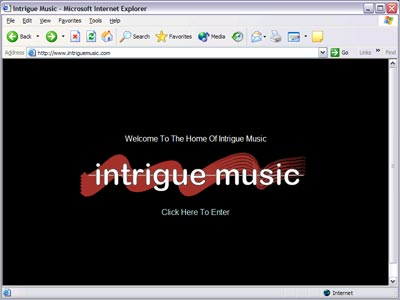 Intrigue Music - Microsoft Internet Explorer
File Edit View Favorites Tools Help
Back Search Favorites Media
Address http://www.intriguemusic.com Go Links »
Welcome To The Home Of Intrigue Music
intrigue music
Click Here To Enter
Internet